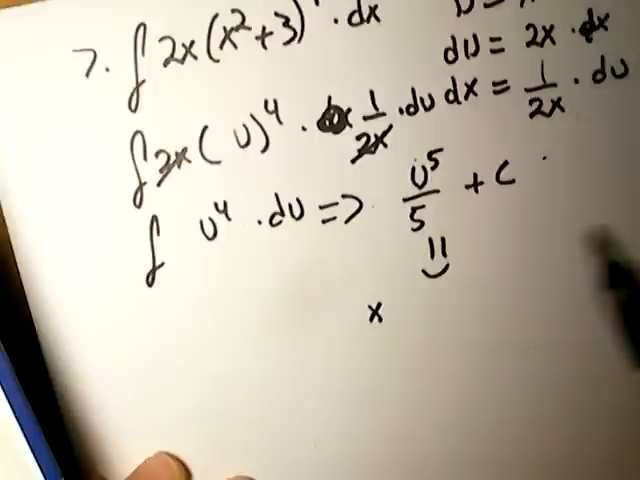 7. ∫ 2x(x²+3) · dx
du = 2x · dx
∫ 2x(u)⁴ · 1/2x · du dx = 1/2x · du
∫ u⁴ · du => u⁵/5 + c
x